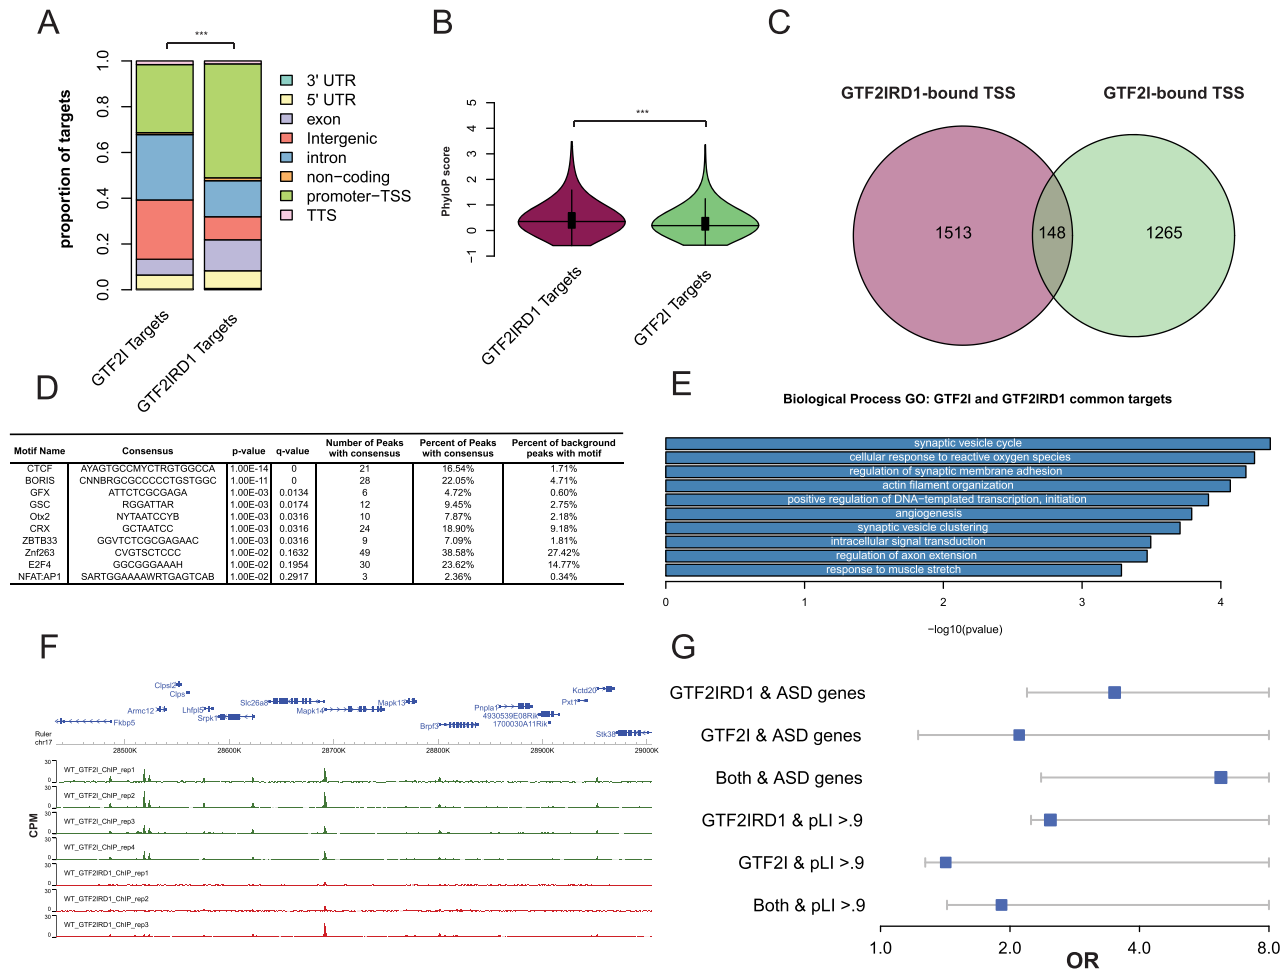 A
***
proportion of targets
1.0
0.8
0.6
0.4
0.2
0.0
GTF2I Targets
GTF2IRD1 Targets
3' UTR
5' UTR
exon
Intergenic
intron
non−coding
promoter−TSS
TTS
B
***
PhyloP score
5
4
3
2
1
0
−1
GTF2IRD1 Targets
GTF2I Targets
C
GTF2IRD1-bound TSS
GTF2I-bound TSS
1513
148
1265
D
Motif Name Consensus p-value q-value Number of Peaks with consensus Percent of Peaks with consensus Percent of background peaks with motif
CTCF AYAGTGCCMYCTRGTGGCCA 1.00E-14 0 21 16.54% 1.71%
BORIS CNNBRGCGCCCCCTGSTGGC 1.00E-11 0 28 22.05% 4.71%
GFX ATTCTCGCGAGA 1.00E-03 0.0134 6 4.72% 0.60%
GSC RGGATTAR 1.00E-03 0.0174 12 9.45% 2.75%
Otx2 NYTAATCCYB 1.00E-03 0.0316 10 7.87% 2.18%
CRX GCTAATCC 1.00E-03 0.0316 24 18.90% 9.18%
ZBTB33 GGVTCTCGCGAGAAC 1.00E-03 0.0316 9 7.09% 1.81%
Znf263 CVGTSCTCCC 1.00E-02 0.1632 49 38.58% 27.42%
E2F4 GGCGGGAAAH 1.00E-02 0.1954 30 23.62% 14.77%
NFAT:AP1 SARTGGAAAAWRTGAGTCAB 1.00E-02 0.2917 3 2.36% 0.34%
E
Biological Process GO: GTF2I and GTF2IRD1 common targets
synaptic vesicle cycle
cellular response to reactive oxygen species
regulation of synaptic membrane adhesion
actin filament organization
positive regulation of DNA−templated transcription, initiation
angiogenesis
synaptic vesicle clustering
intracellular signal transduction
regulation of axon extension
response to muscle stretch
0 1 2 3 4
−log10(pvalue)
F
Clpsl2
Clps
Fkbp5
Armc12
Lhfpl5
Srpk1
Slc26a8
Mapk14
Mapk13
Brpf3
Pnpla1
4930539E08Rik
1700030A11Rik
Pxt1
Kctd20
Stk38
Ruler
chr17
28500K 28600K 28700K 28800K 28900K 29000K
CPM
30
0
WT_GTF2I_ChIP_rep1
30
0
WT_GTF2I_ChIP_rep2
30
0
WT_GTF2I_ChIP_rep3
30
0
WT_GTF2I_ChIP_rep4
30
0
WT_GTF2IRD1_ChIP_rep1
30
0
WT_GTF2IRD1_ChIP_rep2
30
0
WT_GTF2IRD1_ChIP_rep3
G
GTF2IRD1 & ASD genes
GTF2I & ASD genes
Both & ASD genes
GTF2IRD1 & pLI >.9
GTF2I & pLI >.9
Both & pLI >.9
1.0 2.0 4.0 8.0
OR